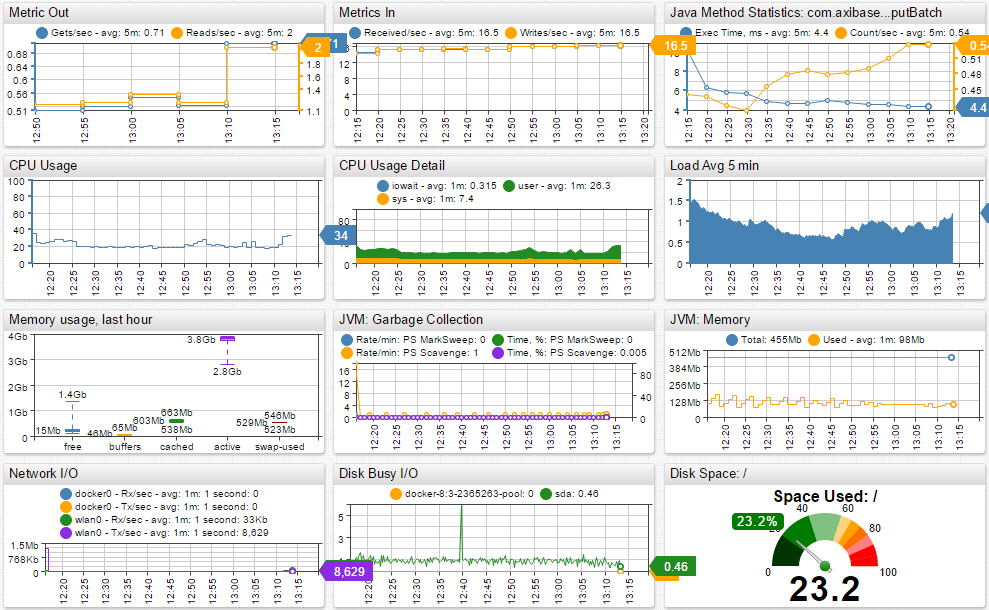 Metric Out
Gets/sec - avg: 5m: 0.71 Reads/sec - avg: 5m: 2
0.68
0.64
0.6
0.56
0.51
2
1.8
1.6
1.4
1.1
12:50 12:55 13:00 13:05 13:10 13:15
Metrics In
Received/sec - avg: 5m: 16.5 Writes/sec - avg: 5m: 16.5
16.5
12
8
4
0
12:15 12:20 12:25 12:30 12:35 12:40 12:45 12:50 12:55 13:00 13:05 13:10 13:15 13:20
Java Method Statistics: com.axibase...putBatch
Exec Time, ms - avg: 5m: 4.4 Count/sec - avg: 5m: 0.54
8
6
4
0.54
0.51
0.48
0.45
4.4
12:15 12:20 12:25 12:30 12:35 12:40 12:45 12:50 12:55 13:00 13:05 13:10 13:15 13:20
CPU Usage
100
80
60
40
20
0
34
12:20 12:25 12:30 12:35 12:40 12:45 12:50 12:55 13:00 13:05 13:10 13:15
CPU Usage Detail
iowait - avg: 1m: 0.315 user - avg: 1m: 26.3
sys - avg: 1m: 7.4
80
40
0
12:20 12:25 12:30 12:35 12:40 12:45 12:50 12:55 13:00 13:05 13:10 13:15
Load Avg 5 min
2
1.5
1
0.5
0
12:20 12:25 12:30 12:35 12:40 12:45 12:50 12:55 13:00 13:05 13:10 13:15
Memory usage, last hour
4Gb
3Gb
2Gb
1Gb
0
1.4Gb
15Mb
46Mb
65Mb
603Mb
663Mb
538Mb
3.8Gb
2.8Gb
529Mb
546Mb
523Mb
free buffers cached active swap-used
JVM: Garbage Collection
Rate/min: PS MarkSweep: 0 Time, %: PS MarkSweep: 0
Rate/min: PS Scavenge: 1 Time, %: PS Scavenge: 0.005
16
12
8
4
0
80
40
0
12:20 12:25 12:30 12:35 12:40 12:45 12:50 12:55 13:00 13:05 13:10 13:15
JVM: Memory
Total: 455Mb Used - avg: 1m: 98Mb
512Mb
384Mb
256Mb
128Mb
0
12:20 12:25 12:30 12:35 12:40 12:45 12:50 12:55 13:00 13:05 13:10 13:15
Network I/O
docker0 - Rx/sec - avg: 1m: 1 second: 0
docker0 - Tx/sec - avg: 1m: 1 second: 0
wlan0 - Rx/sec - avg: 1m: 1 second: 33Kb
wlan0 - Tx/sec - avg: 1m: 1 second: 8,629
1.5Mb
768Kb
0
8,629
12:20 12:25 12:30 12:35 12:40 12:45 12:50 12:55 13:00 13:05 13:10 13:15
Disk Busy I/O
docker-8:3-2365263-pool: 0 sda: 0.46
5
3
1
0.46
12:20 12:25 12:30 12:35 12:40 12:45 12:50 12:55 13:00 13:05 13:10 13:15
Disk Space: /
Space Used: /
23.2%
0
40
60
80
100
23.2